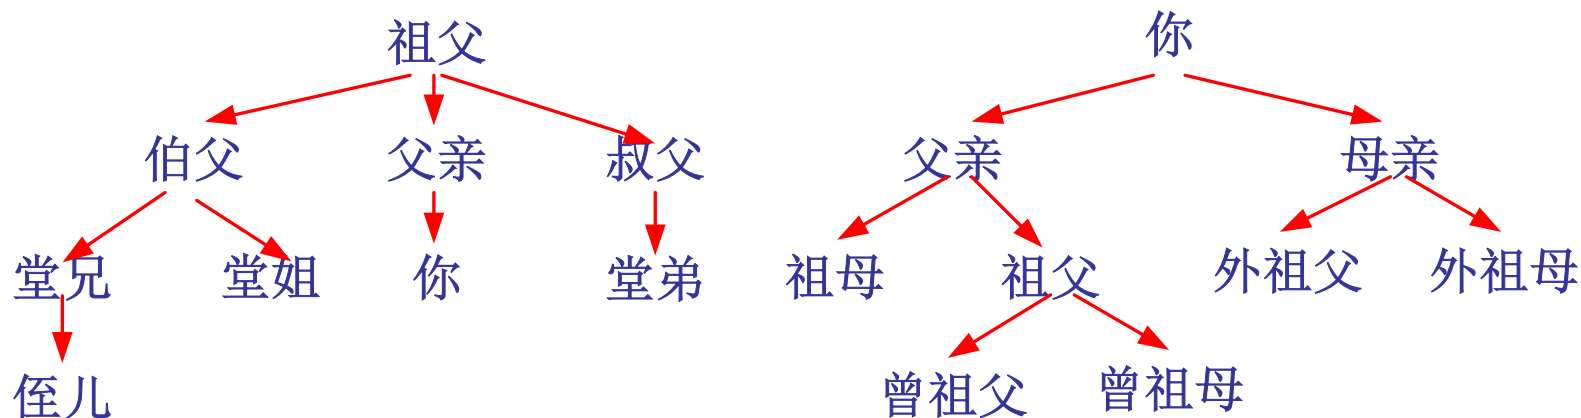 祖父
你
伯父 父亲 叔父
父亲 母亲
堂兄 堂姐 你 堂弟
祖母 祖父 外祖父 外祖母
侄儿
曾祖父 曾祖母